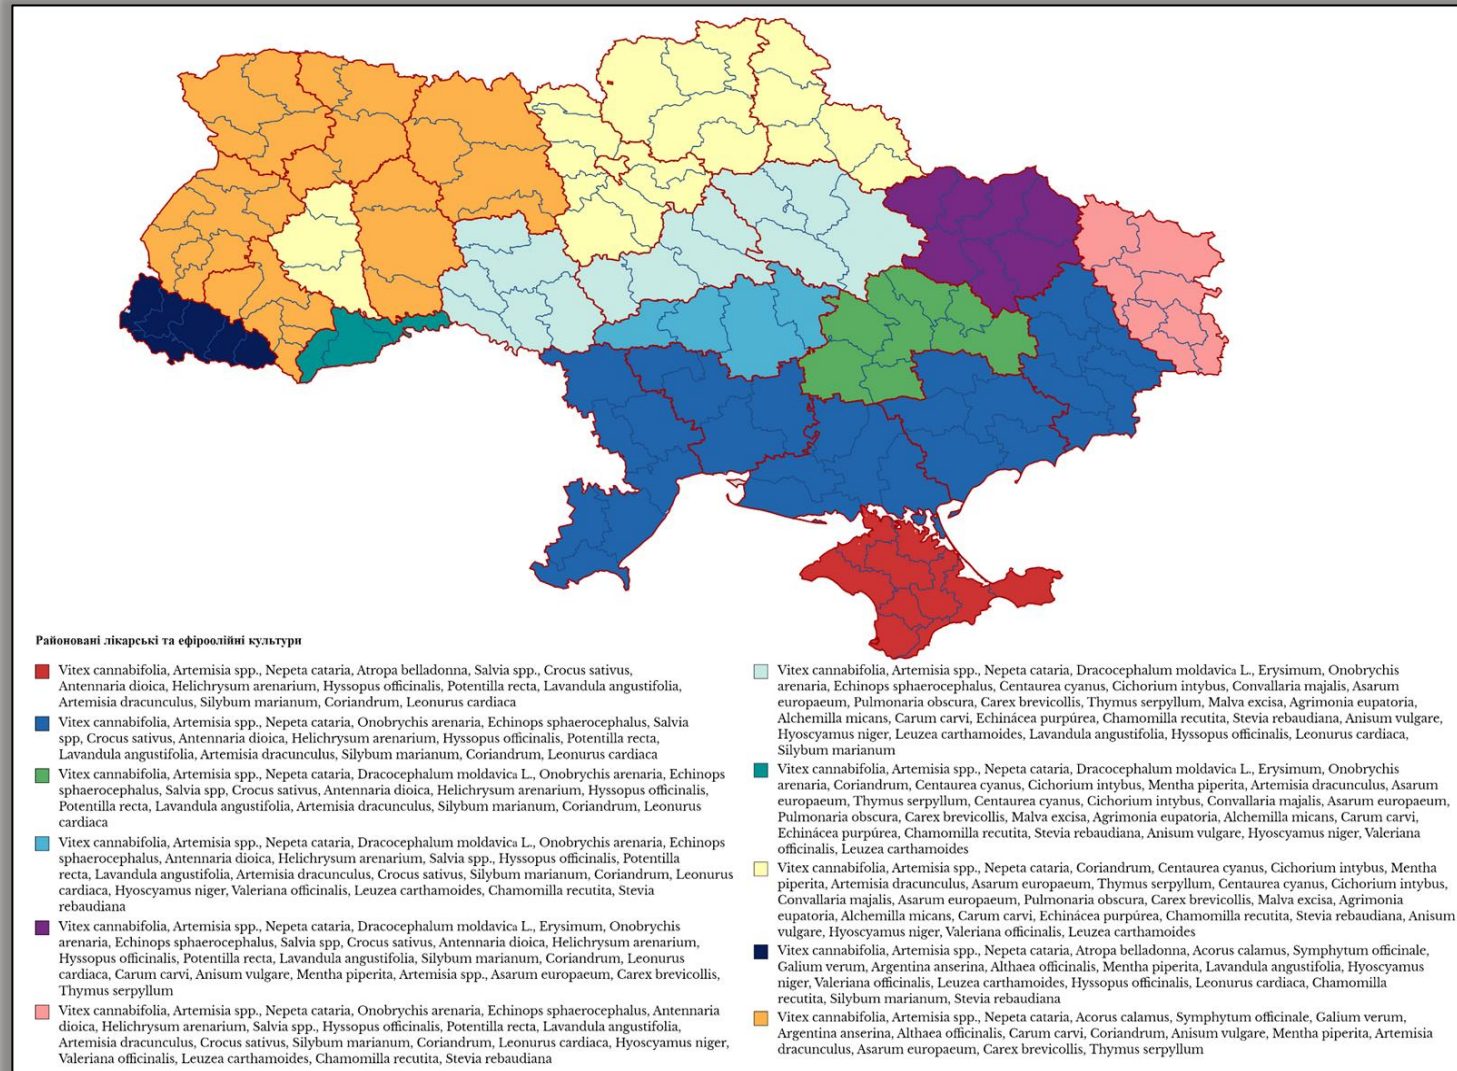 Районовані лікарські та ефіроолійні культури
Vitex cannabifolia, Artemisia spp., Nepeta cataria, Atropa belladonna, Salvia spp., Crocus sativus,
Antennaria dioica, Helichrysum arenarium, Hyssopus officinalis, Potentilla recta, Lavandula angustifolia,
Artemisia dracunculus, Silybum marianum, Coriandrum, Leonurus cardiaca
Vitex cannabifolia, Artemisia spp., Nepeta cataria, Onobrychis arenaria, Echinops sphaerocephalus, Salvia
spp, Crocus sativus, Antennaria dioica, Helichrysum arenarium, Hyssopus officinalis, Potentilla recta,
Lavandula angustifolia, Artemisia dracunculus, Silybum marianum, Coriandrum, Leonurus cardiaca
Vitex cannabifolia, Artemisia spp., Nepeta cataria, Dracocephalum moldavica L., Onobrychis arenaria, Echinops
sphaerocephalus, Salvia spp, Crocus sativus, Antennaria dioica, Helichrysum arenarium, Hyssopus officinalis,
Potentilla recta, Lavandula angustifolia, Artemisia dracunculus, Silybum marianum, Coriandrum, Leonurus
cardiaca
Vitex cannabifolia, Artemisia spp., Nepeta cataria, Dracocephalum moldavica L., Onobrychis arenaria, Echinops
sphaerocephalus, Antennaria dioica, Helichrysum arenarium, Salvia spp., Hyssopus officinalis, Potentilla
recta, Lavandula angustifolia, Artemisia dracunculus, Crocus sativus, Silybum marianum, Coriandrum, Leonurus
cardiaca, Hyoscyamus niger, Valeriana officinalis, Leuzea carthamoides, Chamomilla recutita, Stevia
rebaudiana
Vitex cannabifolia, Artemisia spp., Nepeta cataria, Dracocephalum moldavica L., Erysimum, Onobrychis
arenaria, Echinops sphaerocephalus, Salvia spp, Crocus sativus, Antennaria dioica, Helichrysum arenarium,
Hyssopus officinalis, Potentilla recta, Lavandula angustifolia, Silybum marianum, Coriandrum, Leonurus
cardiaca, Carum carvi, Anisum vulgare, Mentha piperita, Artemisia spp., Asarum europaeum, Carex brevicollis,
Thymus serpyllum
Vitex cannabifolia, Artemisia spp., Nepeta cataria, Onobrychis arenaria, Echinops sphaerocephalus, Antennaria
dioica, Helichrysum arenarium, Salvia spp., Hyssopus officinalis, Potentilla recta, Lavandula angustifolia,
Artemisia dracunculus, Crocus sativus, Silybum marianum, Coriandrum, Leonurus cardiaca, Hyoscyamus niger,
Valeriana officinalis, Leuzea carthamoides, Chamomilla recutita, Stevia rebaudiana
Vitex cannabifolia, Artemisia spp., Nepeta cataria, Dracocephalum moldavica L., Erysimum, Onobrychis
arenaria, Echinops sphaerocephalus, Centaurea cyanus, Cichorium intybus, Convallaria majalis, Asarum
europaeum, Pulmonaria obscura, Carex brevicollis, Thymus serpyllum, Malva excisa, Agrimonia eupatoria,
Alchemilla micans, Carum carvi, Echinácea purpúrea, Chamomilla recutita, Stevia rebaudiana, Anisum vulgare,
Hyoscyamus niger, Leuzea carthamoides, Lavandula angustifolia, Hyssopus officinalis, Leonurus cardiaca,
Silybum marianum
Vitex cannabifolia, Artemisia spp., Nepeta cataria, Dracocephalum moldavica L., Erysimum, Onobrychis
arenaria, Coriandrum, Centaurea cyanus, Cichorium intybus, Mentha piperita, Artemisia dracunculus, Asarum
europaeum, Thymus serpyllum, Centaurea cyanus, Cichorium intybus, Convallaria majalis, Asarum europaeum,
Pulmonaria obscura, Carex brevicollis, Malva excisa, Agrimonia eupatoria, Alchemilla micans, Carum carvi,
Echinácea purpúrea, Chamomilla recutita, Stevia rebaudiana, Anisum vulgare, Hyoscyamus niger, Valeriana
officinalis, Leuzea carthamoides
Vitex cannabifolia, Artemisia spp., Nepeta cataria, Coriandrum, Centaurea cyanus, Cichorium intybus, Mentha
piperita, Artemisia dracunculus, Asarum europaeum, Thymus serpyllum, Centaurea cyanus, Cichorium intybus,
Convallaria majalis, Asarum europaeum, Pulmonaria obscura, Carex brevicollis, Malva excisa, Agrimonia
eupatoria, Alchemilla micans, Carum carvi, Echinácea purpúrea, Chamomilla recutita, Stevia rebaudiana, Anisum
vulgare, Hyoscyamus niger, Valeriana officinalis, Leuzea carthamoides
Vitex cannabifolia, Artemisia spp., Nepeta cataria, Atropa belladonna, Acorus calamus, Symphytum officinale,
Galium verum, Argentina anserina, Althaea officinalis, Mentha piperita, Lavandula angustifolia, Hyoscyamus
niger, Valeriana officinalis, Leuzea carthamoides, Hyssopus officinalis, Leonurus cardiaca, Chamomilla
recutita, Silybum marianum, Stevia rebaudiana
Vitex cannabifolia, Artemisia spp., Nepeta cataria, Acorus calamus, Symphytum officinale, Galium verum,
Argentina anserina, Althaea officinalis, Carum carvi, Coriandrum, Anisum vulgare, Mentha piperita, Artemisia
dracunculus, Asarum europaeum, Carex brevicollis, Thymus serpyllum